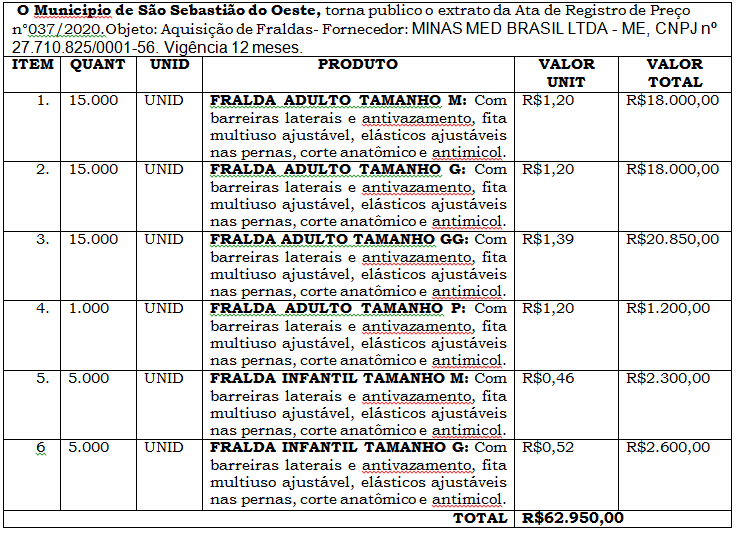 O Municipio de São Sebastião do Oeste, torna publico o extrato da Ata de Registro de Preço
n°037/2020.Objeto: Aquisição de Fraldas- Fornecedor: MINAS MED BRASIL LTDA - ME, CNPJ nº
27.710.825/0001-56. Vigência 12 meses.
ITEM QUANT UNID PRODUTO VALOR UNIT VALOR TOTAL
1. 15.000 UNID FRALDA ADULTO TAMANHO M: Com R$1,20 R$18.000,00
barreiras laterais e antivazamento, fita
multiuso ajustável, elásticos ajustáveis
nas pernas, corte anatômico e antimicol.
2. 15.000 UNID FRALDA ADULTO TAMANHO G: Com R$1,20 R$18.000,00
barreiras laterais e antivazamento, fita
multiuso ajustável, elásticos ajustáveis
nas pernas, corte anatômico e antimicol.
3. 15.000 UNID FRALDA ADULTO TAMANHO GG: Com R$1,39 R$20.850,00
barreiras laterais e antivazamento, fita
multiuso ajustável, elásticos ajustáveis
nas pernas, corte anatômico e antimicol.
4. 1.000 UNID FRALDA ADULTO TAMANHO P: Com R$1,20 R$1.200,00
barreiras laterais e antivazamento, fita
multiuso ajustável, elásticos ajustáveis
nas pernas, corte anatômico e antimicol.
5. 5.000 UNID FRALDA INFANTIL TAMANHO M: Com R$0,46 R$2.300,00
barreiras laterais e antivazamento, fita
multiuso ajustável, elásticos ajustáveis
nas pernas, corte anatômico e antimicol.
6 5.000 UNID FRALDA INFANTIL TAMANHO G: Com R$0,52 R$2.600,00
barreiras laterais e antivazamento, fita
multiuso ajustável, elásticos ajustáveis
nas pernas, corte anatômico e antimicol.
TOTAL R$62.950,00